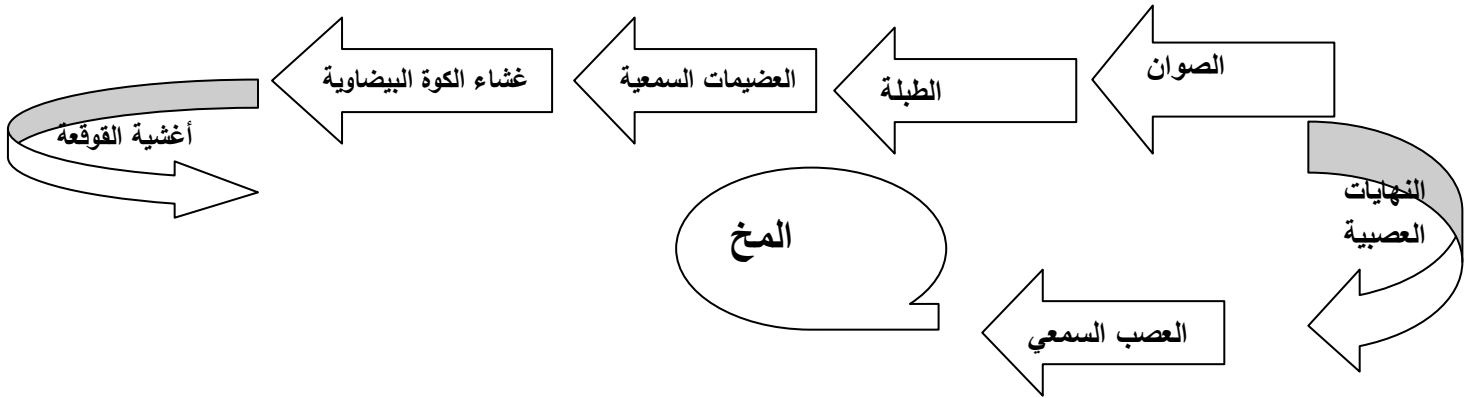 الصوان
الطبلة
العضيمات السمعية
غشاء الكوة البيضاوية
أغشية القوقعة
النهايات
العصبية
العصب السمعي
المخ